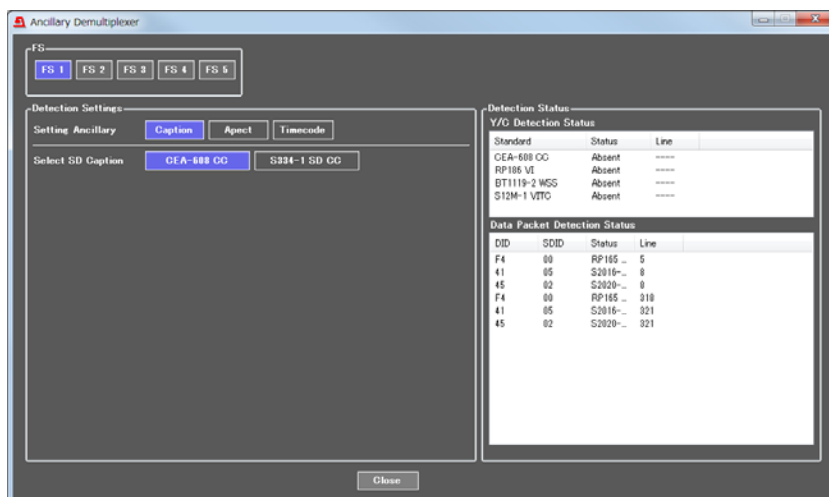 Ancillary Demultiplexer
FS
FS 1 FS 2 FS 3 FS 4 FS 5
Detection Settings
Setting Ancillary Caption Apect Timecode
Select SD Caption CEA-608 CC S334-1 SD CC
Detection Status
Y/C Detection Status
Standard Status Line
CEA-608 CC Absent ----
RP186 VI Absent ----
BT1119-2 WSS Absent ----
S12M-1 VITC Absent ----
Data Packet Detection Status
DID SDID Status Line
F4 00 RP165 ... 5
41 05 S2016-... 8
45 02 S2020-... 8
F4 00 RP165 ... 318
41 05 S2016-... 321
45 02 S2020-... 321
Close